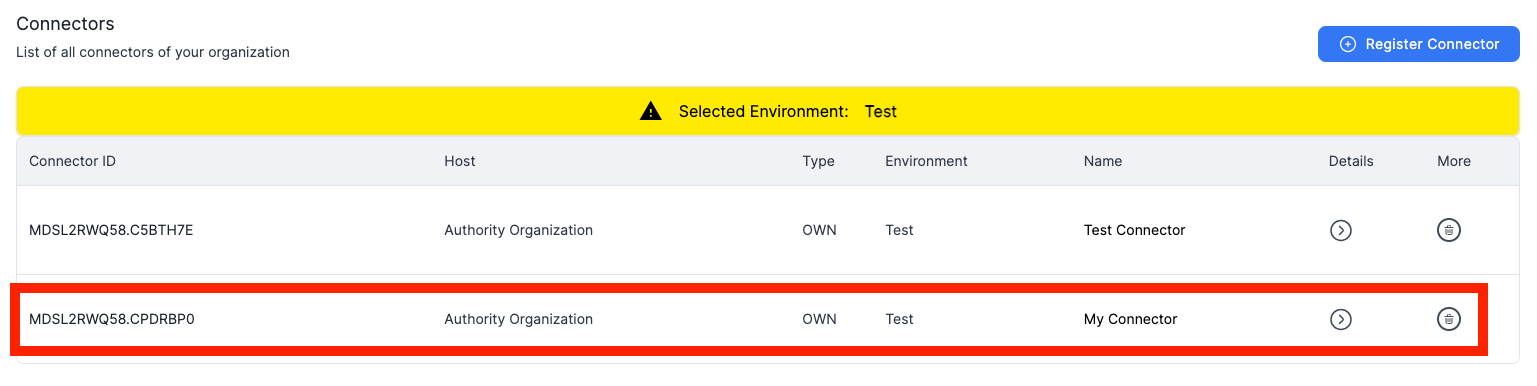 Connectors
List of all connectors of your organization
Register Connector
Selected Environment: Test
Connector ID Host Type Environment Name Details More
MDSL2RWQ58.C5BTH7E Authority Organization OWN Test Test Connector
MDSL2RWQ58.CPDRBP0 Authority Organization OWN Test My Connector